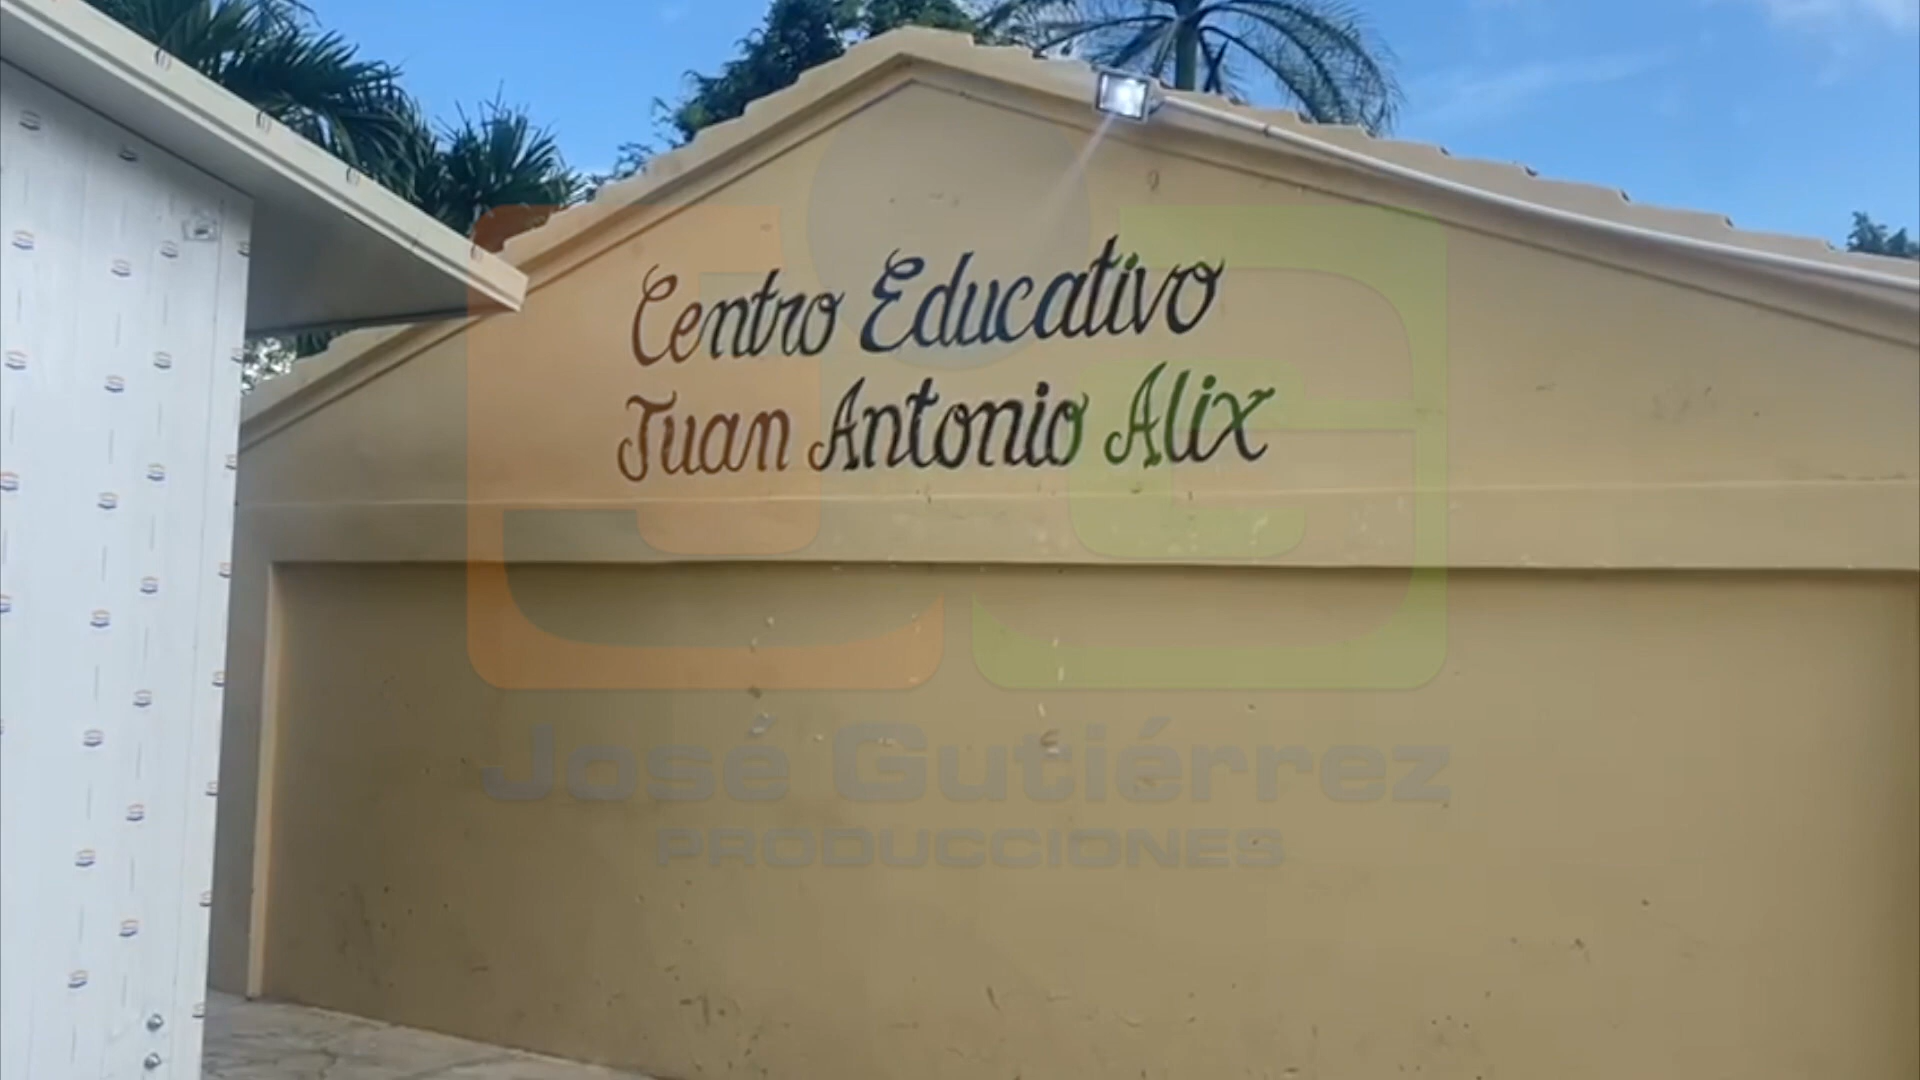 Centro Educativo
Juan Antonio Alix
José Gutiérrez
PRODUCCIONES